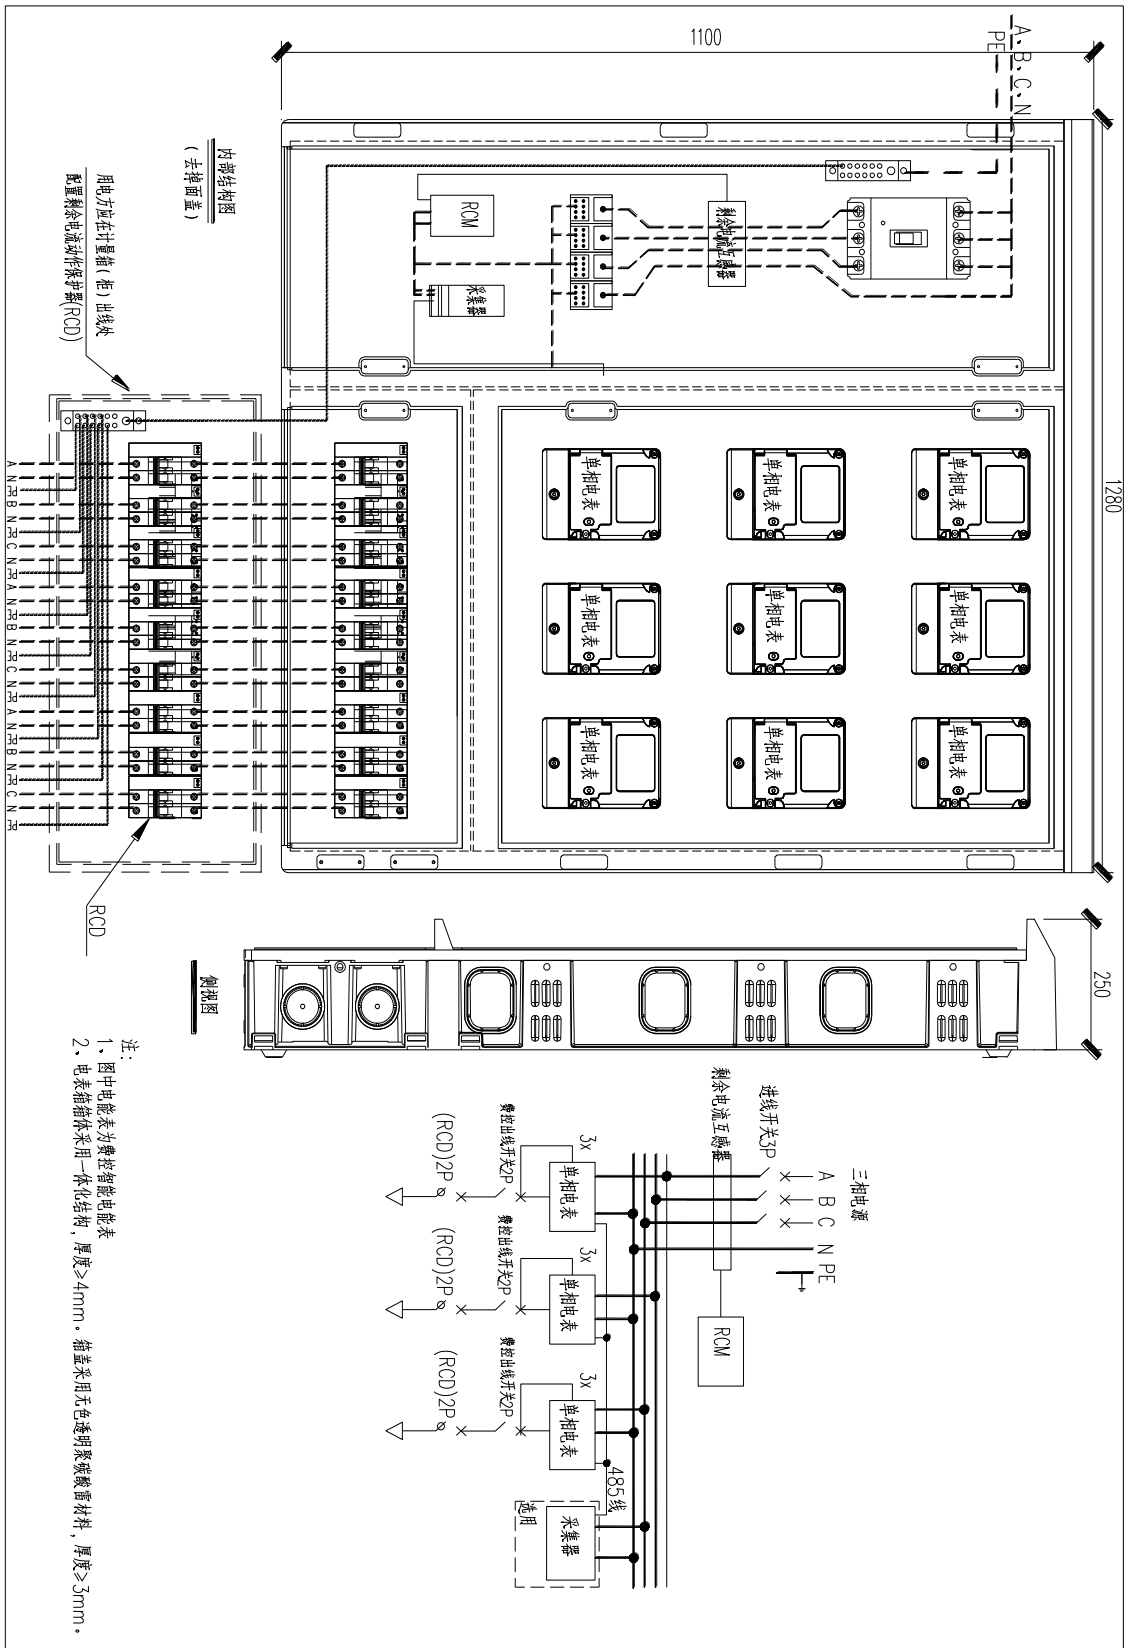 1100
1280
A、B、C、N
PE
内部结构图
(去掉面盖)
剩余电流互感器
RCM
采集器
单相电表
单相电表
单相电表
单相电表
单相电表
单相电表
单相电表
单相电表
单相电表
用电方应在计量箱(柜)出线处
配置剩余电流动作保护器(RCD)
A
N
PE
B
N
PE
C
N
PE
A
N
PE
B
N
PE
C
N
PE
A
N
PE
B
N
PE
C
N
PE
RCD
250
侧视图
三相电源
A B C N PE
进线开关3P
剩余电流互感器
RCM
3x
单相电表
费控出线开关2P
(RCD)2P
3x
单相电表
费控出线开关2P
(RCD)2P
3x
单相电表
费控出线开关2P
(RCD)2P
485线
采集器
选用
注:
1、图中电能表为费控智能电能表
2、电表箱箱体采用一体化结构,厚度≥4mm。箱盖采用无色透明聚碳酸酯材料,厚度≥3mm。